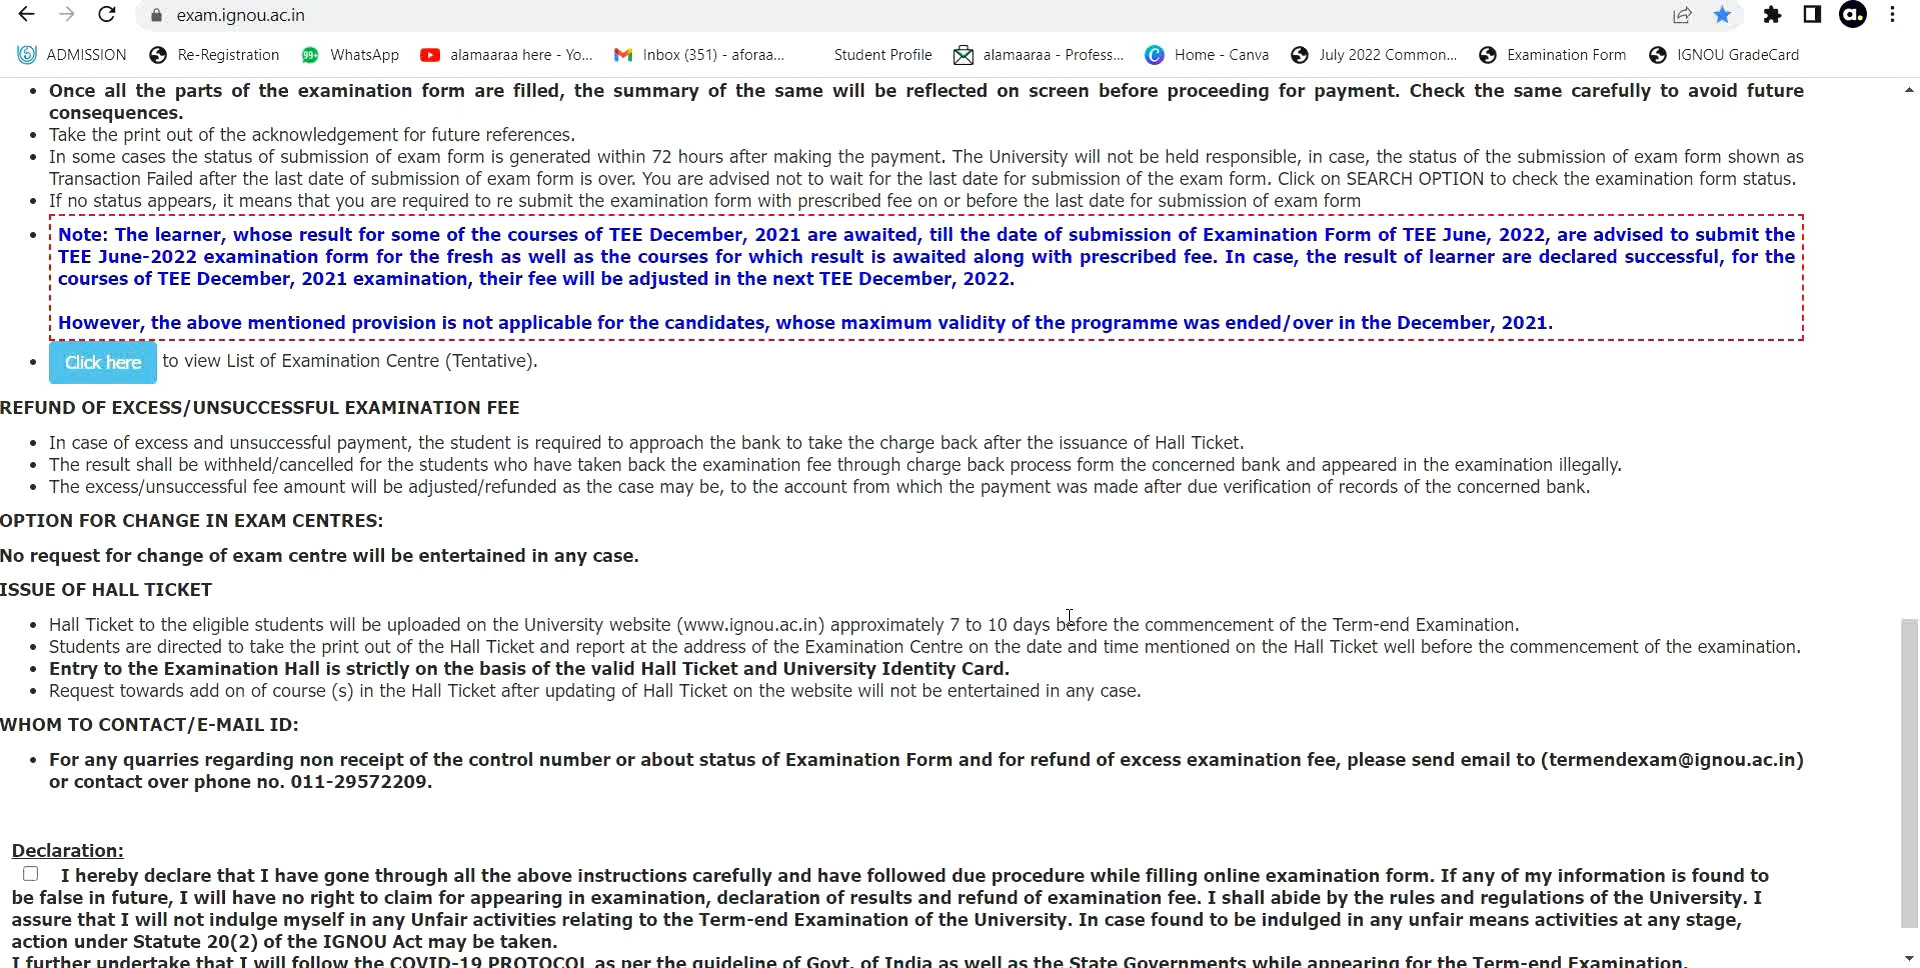 exam.ignou.ac.in
a.
ADMISSION Re-Registration 99+ WhatsApp alamaaraa here - Yo... Inbox (351) - aforaa... Student Profile alamaaraa - Profess... Home - Canva July 2022 Common... Examination Form IGNOU GradeCard
• Once all the parts of the examination form are filled, the summary of the same will be reflected on screen before proceeding for payment. Check the same carefully to avoid future
consequences.
• Take the print out of the acknowledgement for future references.
• In some cases the status of submission of exam form is generated within 72 hours after making the payment. The University will not be held responsible, in case, the status of the submission of exam form shown as
Transaction Failed after the last date of submission of exam form is over. You are advised not to wait for the last date for submission of the exam form. Click on SEARCH OPTION to check the examination form status.
• If no status appears, it means that you are required to re submit the examination form with prescribed fee on or before the last date for submission of exam form
• Note: The learner, whose result for some of the courses of TEE December, 2021 are awaited, till the date of submission of Examination Form of TEE June, 2022, are advised to submit the
TEE June-2022 examination form for the fresh as well as the courses for which result is awaited along with prescribed fee. In case, the result of learner are declared successful, for the
courses of TEE December, 2021 examination, their fee will be adjusted in the next TEE December, 2022.
However, the above mentioned provision is not applicable for the candidates, whose maximum validity of the programme was ended/over in the December, 2021.
• Click here to view List of Examination Centre (Tentative).
REFUND OF EXCESS/UNSUCCESSFUL EXAMINATION FEE
• In case of excess and unsuccessful payment, the student is required to approach the bank to take the charge back after the issuance of Hall Ticket.
• The result shall be withheld/cancelled for the students who have taken back the examination fee through charge back process form the concerned bank and appeared in the examination illegally.
• The excess/unsuccessful fee amount will be adjusted/refunded as the case may be, to the account from which the payment was made after due verification of records of the concerned bank.
OPTION FOR CHANGE IN EXAM CENTRES:
No request for change of exam centre will be entertained in any case.
ISSUE OF HALL TICKET
• Hall Ticket to the eligible students will be uploaded on the University website (www.ignou.ac.in) approximately 7 to 10 days before the commencement of the Term-end Examination.
• Students are directed to take the print out of the Hall Ticket and report at the address of the Examination Centre on the date and time mentioned on the Hall Ticket well before the commencement of the examination.
• Entry to the Examination Hall is strictly on the basis of the valid Hall Ticket and University Identity Card.
• Request towards add on of course (s) in the Hall Ticket after updating of Hall Ticket on the website will not be entertained in any case.
WHOM TO CONTACT/E-MAIL ID:
• For any quarries regarding non receipt of the control number or about status of Examination Form and for refund of excess examination fee, please send email to (termendexam@ignou.ac.in)
or contact over phone no. 011-29572209.
Declaration:
I hereby declare that I have gone through all the above instructions carefully and have followed due procedure while filling online examination form. If any of my information is found to
be false in future, I will have no right to claim for appearing in examination, declaration of results and refund of examination fee. I shall abide by the rules and regulations of the University. I
assure that I will not indulge myself in any Unfair activities relating to the Term-end Examination of the University. In case found to be indulged in any unfair means activities at any stage,
action under Statute 20(2) of the IGNOU Act may be taken.
I further undertake that I will follow the COVID-19 PROTOCOL as per the guideline of Govt. of India as well as the State Governments while appearing for the Term-end Examination.